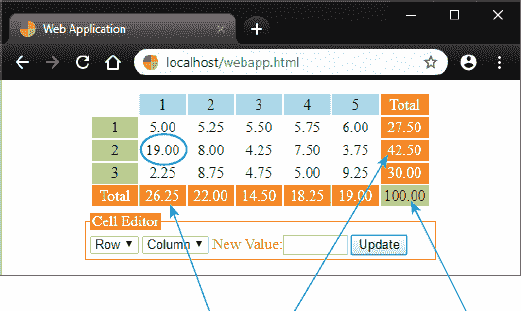 Web Application
localhost/webapp.html
1 2 3 4 5 Total
1 5.00 5.25 5.50 5.75 6.00 27.50
2 19.00 8.00 4.25 7.50 3.75 42.50
3 2.25 8.75 4.75 5.00 9.25 30.00
Total 26.25 22.00 14.50 18.25 19.00 100.00
Cell Editor
Row Column New Value: Update